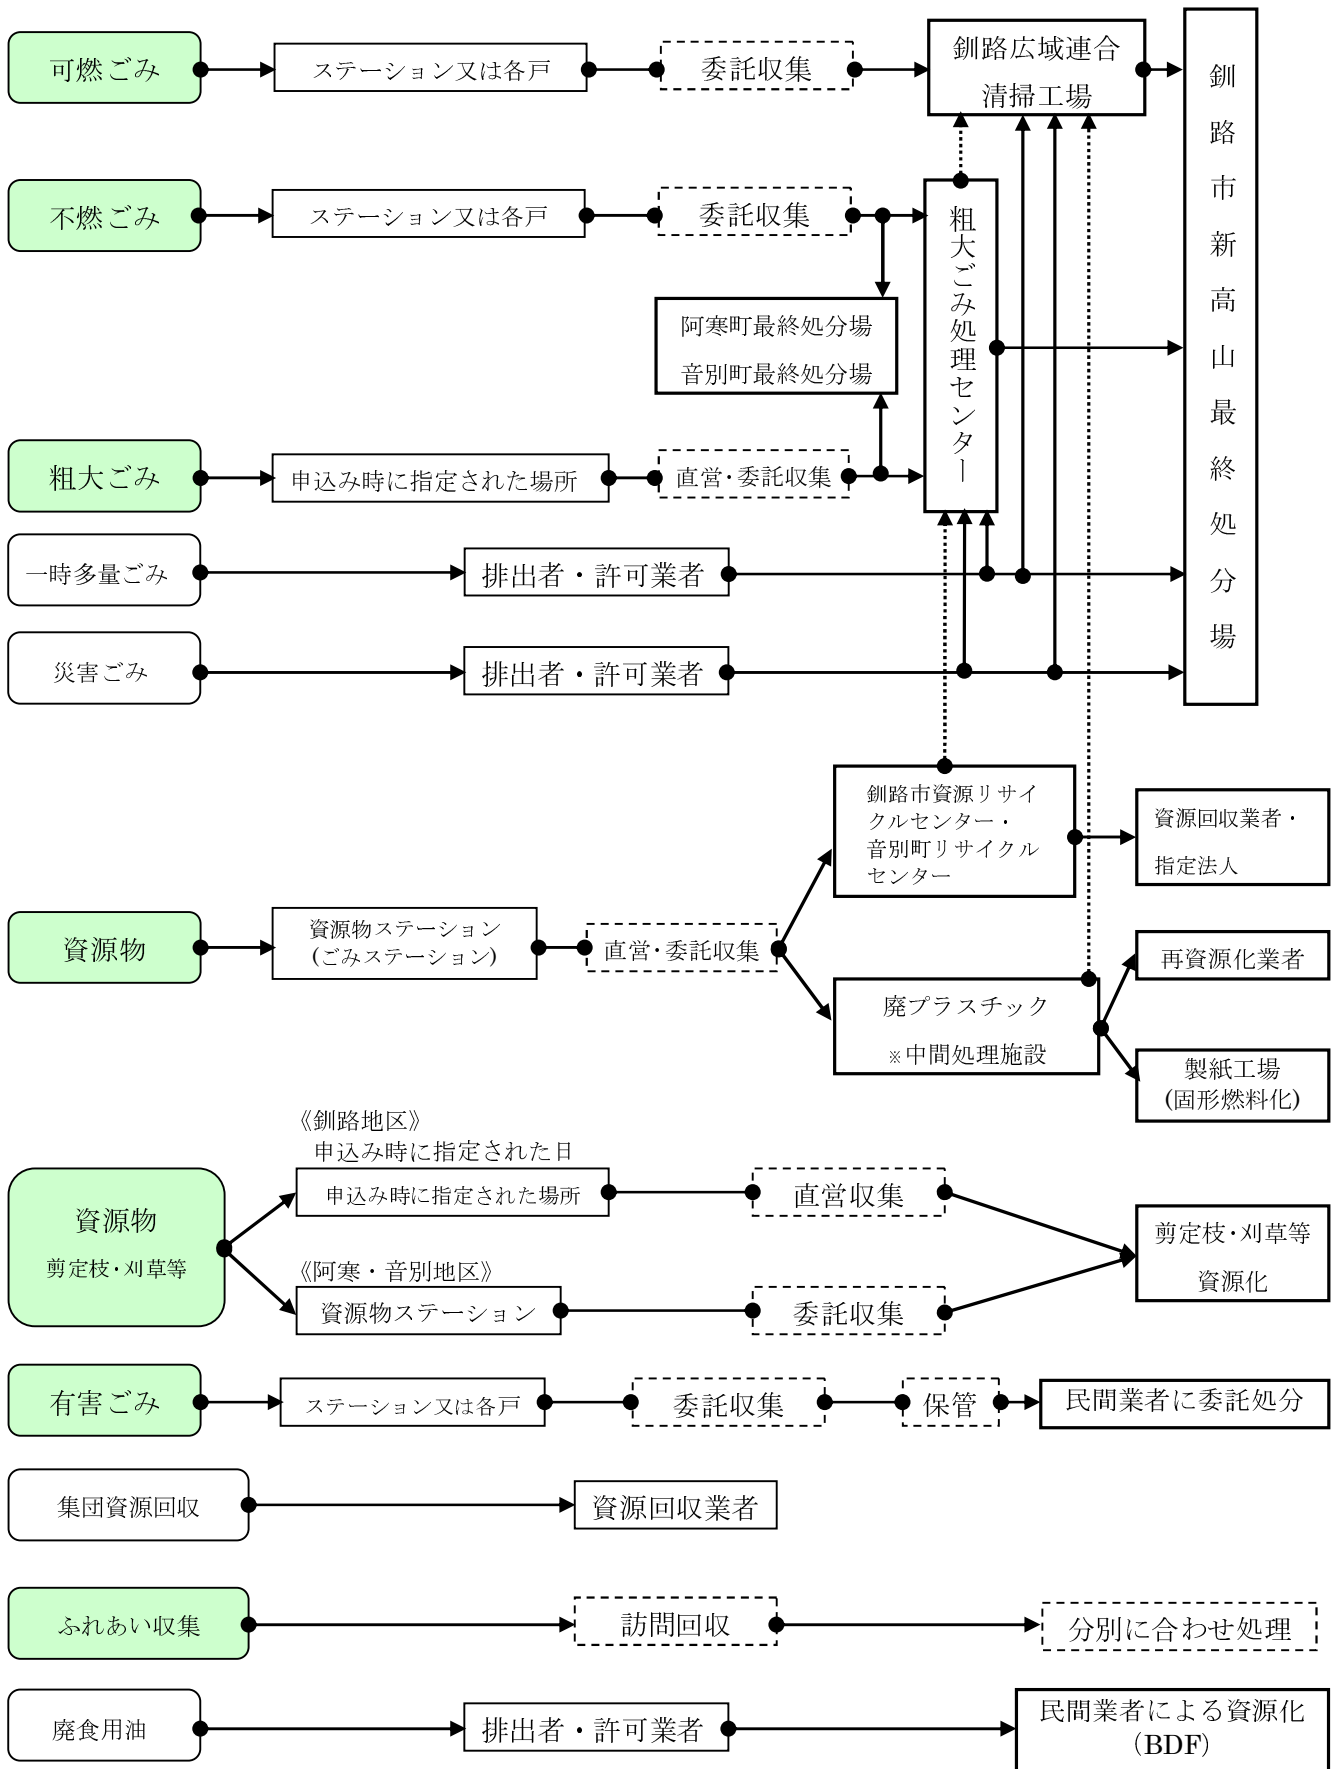 可燃ごみ
ステーション又は各戸
委託収集
釧路広域連合
清掃工場
釧路市新高山最終処分場
不燃ごみ
ステーション又は各戸
委託収集
粗大ごみ処理センター
阿寒町最終処分場
音別町最終処分場
粗大ごみ
申込み時に指定された場所
直営・委託収集
一時多量ごみ
排出者・許可業者
災害ごみ
排出者・許可業者
釧路市資源リサイ
クルセンター・
音別町リサイクル
センター
資源回収業者・
指定法人
資源物
資源物ステーション
(ごみステーション)
直営・委託収集
再資源化業者
廃プラスチック
※中間処理施設
製紙工場
(固形燃料化)
《釧路地区》
申込み時に指定された日
申込み時に指定された場所
直営収集
資源物
剪定枝・刈草等
剪定枝・刈草等
資源化
《阿寒・音別地区》
資源物ステーション
委託収集
有害ごみ
ステーション又は各戸
委託収集
保管
民間業者に委託処分
集団資源回収
資源回収業者
ふれあい収集
訪問回収
分別に合わせ処理
廃食用油
排出者・許可業者
民間業者による資源化
（BDF）